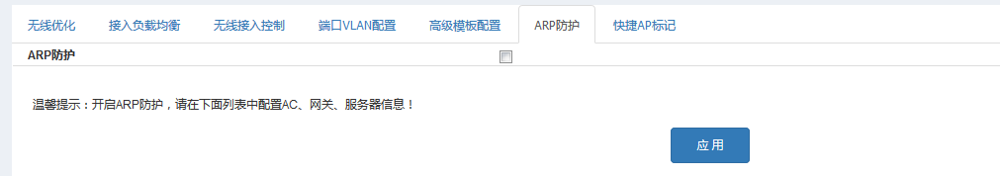 无线优化 接入负载均衡 无线接入控制 端口VLAN配置 高级模板配置 ARP防护 快捷AP标记
ARP防护
温馨提示：开启ARP防护，请在下面列表中配置AC、网关、服务器信息！
应 用